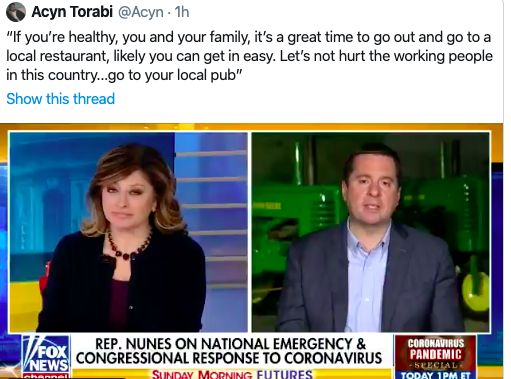 Acyn Torabi @Acyn · 1h
“If you’re healthy, you and your family, it’s a great time to go out and go to a
local restaurant, likely you can get in easy. Let’s not hurt the working people
in this country...go to your local pub”
Show this thread
FOX
NEWS
channel
REP. NUNES ON NATIONAL EMERGENCY &
CONGRESSIONAL RESPONSE TO CORONAVIRUS
SUNDAY MORNING FUTURES
CORONAVIRUS
PANDEMIC
SPECIAL
TODAY 1PM ET